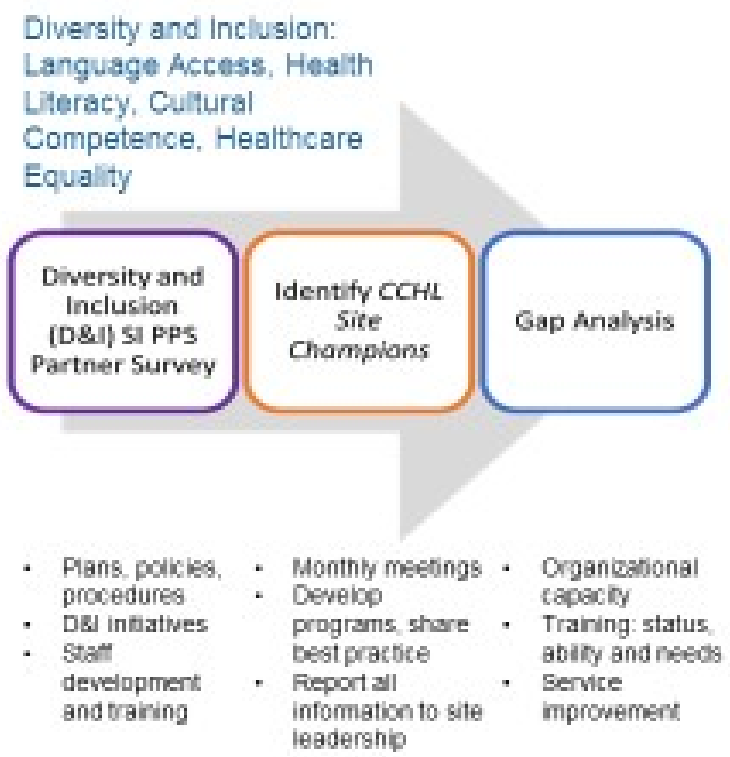 Diversity and Inclusion:
Language Access, Health
Literacy, Cultural
Competence, Healthcare
Equality
Diversity and
Inclusion
(D&I) SI PPS
Partner Survey
Identify CCHL
Site
Champions
Gap Analysis
• Plans, policies,
procedures
• D&I initiatives
• Staff
development
and training
• Monthly meetings
• Develop
programs, share
best practice
• Report all
information to site
leadership
• Organizational
capacity
• Training: status,
ability and needs
• Service
improvement